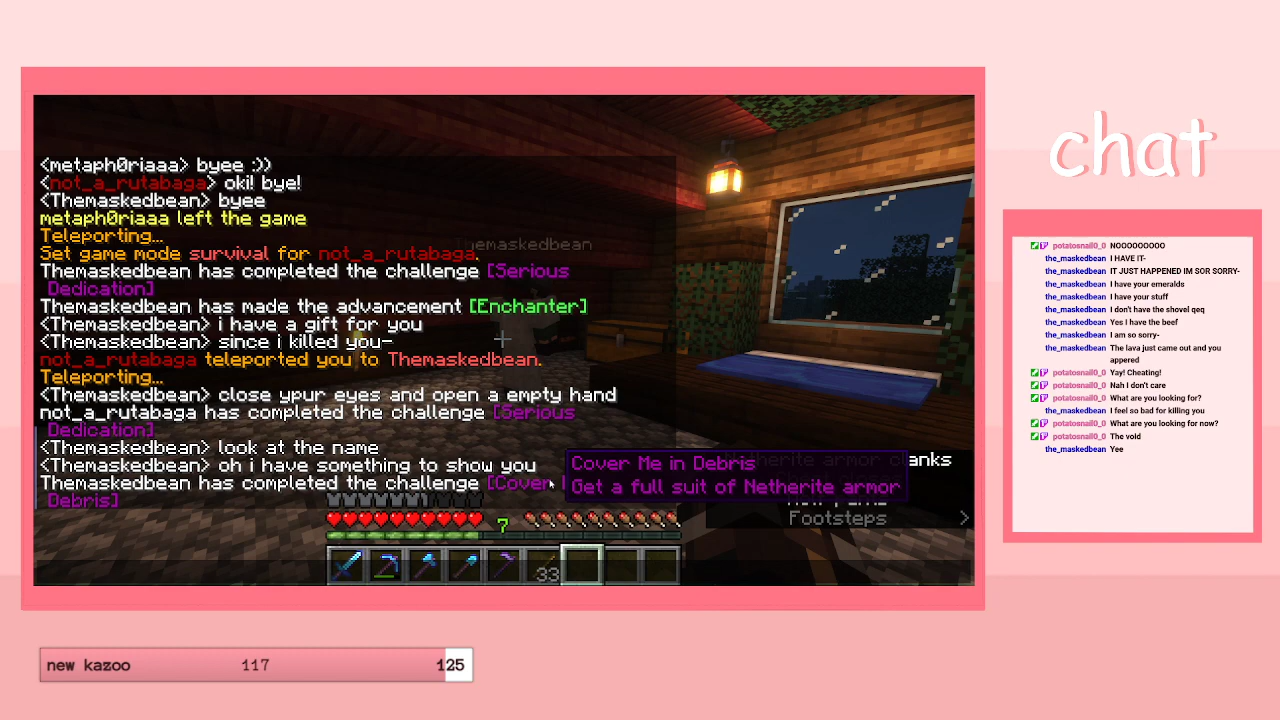 chat
<metaph0riaaa> byee :))
<not_a_rutabaga> oki! bye!
<Themaskedbean> byee
metaph0riaaa left the game
Teleporting...
Set game mode survival for not_a_rutabaga.
Themaskedbean has completed the challenge [Serious
Dedication]
Themaskedbean has made the advancement [Enchanter]
<Themaskedbean> i have a gift for you
<Themaskedbean> since i killed you-
not_a_rutabaga teleported you to Themaskedbean.
Teleporting...
<Themaskedbean> close ypur eyes and open a empty hand
not_a_rutabaga has completed the challenge [Serious
Dedication]
<Themaskedbean> look at the name
<Themaskedbean> oh i have something to show you
Themaskedbean has completed the challenge [Cover
Debris]
Themaskedbean
Cover Me in Debris
Get a full suit of Netherite armor
Netherite armor clanks
Footsteps >
7
33
potatosnail0_0 NOOOOOOOOO
the_maskedbean I HAVE IT-
the_maskedbean IT JUST HAPPENED IM SOR SORRY-
the_maskedbean I have your emeralds
the_maskedbean I have your stuff
the_maskedbean I don't have the shovel qeq
the_maskedbean Yes I have the beef
the_maskedbean I am so sorry-
the_maskedbean The lava just came out and you
appered
potatosnail0_0 Yay! Cheating!
potatosnail0_0 Nah I don't care
potatosnail0_0 What are you looking for?
the_maskedbean I feel so bad for killing you
potatosnail0_0 What are you looking for now?
potatosnail0_0 The void
the_maskedbean Yee
new kazoo 117 125